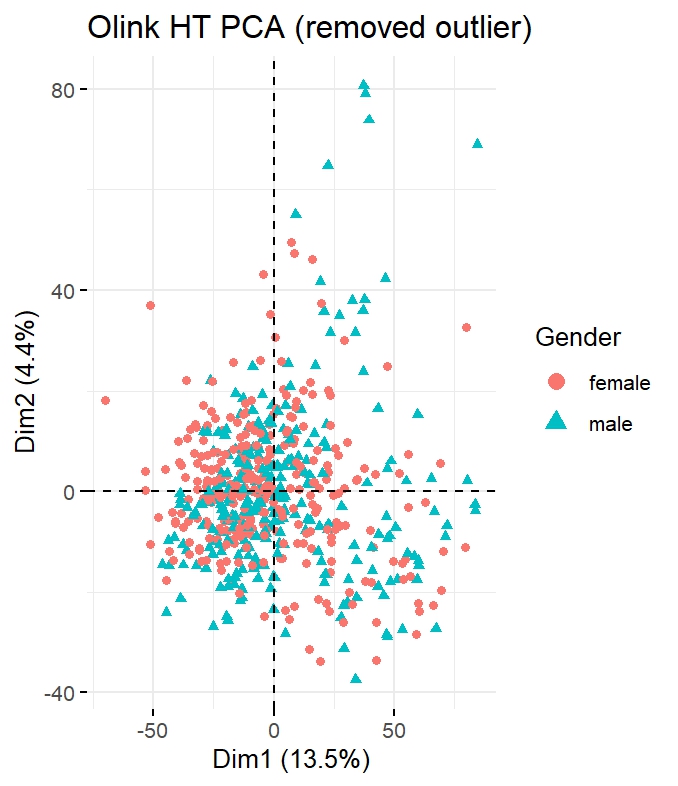 Olink HT PCA (removed outlier)
80
40
0
-40
Dim2 (4.4%)
-50
0
50
Dim1 (13.5%)
Gender
female
male